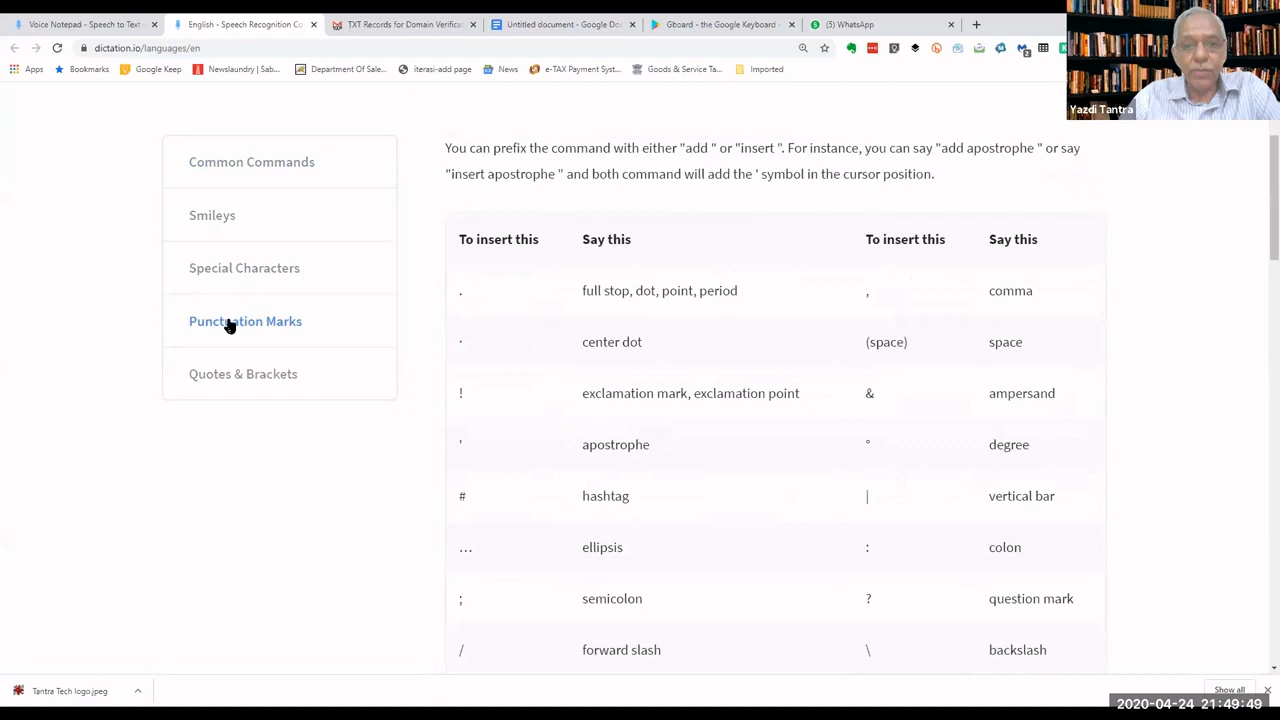 Voice Notepad - Speech to Text
English - Speech Recognition Co
TXT Records for Domain Verifica
Untitled document - Google Doc
Gboard - the Google Keyboard -
(5) WhatsApp
dictation.io/languages/en
Apps
Bookmarks
Google Keep
Newslaundry | Sab...
Department Of Sale...
iterasi-add page
News
e-TAX Payment Syst...
Goods & Service Ta...
Imported
Yazdi Tantra
Common Commands
Smileys
Special Characters
Punctuation Marks
Quotes & Brackets
You can prefix the command with either "add " or "insert ". For instance, you can say "add apostrophe " or say
"insert apostrophe " and both command will add the ' symbol in the cursor position.
To insert this Say this To insert this Say this
. full stop, dot, point, period , comma
· center dot (space) space
! exclamation mark, exclamation point & ampersand
' apostrophe ° degree
# hashtag | vertical bar
… ellipsis : colon
; semicolon ? question mark
/ forward slash \ backslash
Tantra Tech logo.jpeg
Show all
2020-04-24 21:49:49